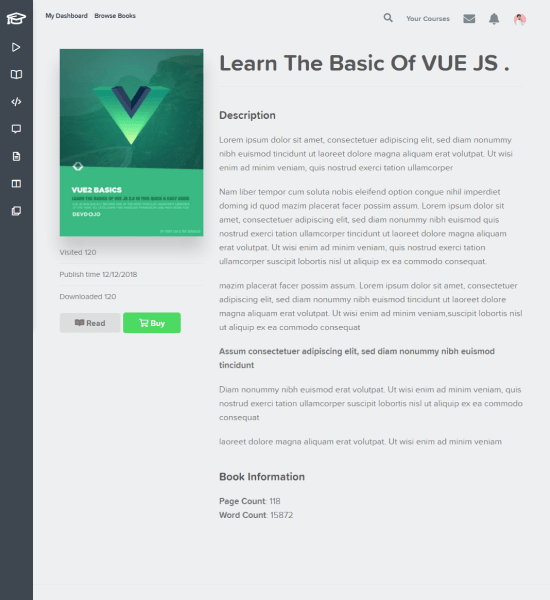 My Dashboard Browse Books
Your Courses
Learn The Basic Of VUE JS .
VUE2 BASICS
LEARN THE BASIC OF VUE JS 2.0 IN THIS QUICK & EASY BOOK
DEVDOJO
Visited 120
Publish time 12/12/2018
Downloaded 120
Read
Buy
Description
Lorem ipsum dolor sit amet, consectetuer adipiscing elit, sed diam nonummy
nibh euismod tincidunt ut laoreet dolore magna aliquam erat volutpat. Ut wisi
enim ad minim veniam, quis nostrud exerci tation ullamcorper
Nam liber tempor cum soluta nobis eleifend option congue nihil imperdiet
doming id quod mazim placerat facer possim assum. Lorem ipsum dolor sit
amet, consectetuer adipiscing elit, sed diam nonummy nibh euismod quis
nostrud exerci tation ullamcorper tincidunt ut laoreet dolore magna aliquam
erat volutpat. Ut wisi enim ad minim veniam, quis nostrud exerci tation
ullamcorper suscipit lobortis nisl ut aliquip ex ea commodo consequat.
mazim placerat facer possim assum. Lorem ipsum dolor sit amet, consectetuer
adipiscing elit, sed diam nonummy nibh euismod tincidunt ut laoreet dolore
magna aliquam erat volutpat. Ut wisi enim ad minim veniam,suscipit lobortis nisl
ut aliquip ex ea commodo consequat
Assum consectetuer adipiscing elit, sed diam nonummy nibh euismod
tincidunt
Diam nonummy nibh euismod erat volutpat. Ut wisi enim ad minim veniam, quis
nostrud exerci tation ullamcorper suscipit lobortis nisl ut aliquip ex ea commodo
consequat
laoreet dolore magna aliquam erat volutpat. Ut wisi enim ad minim veniam
Book Information
Page Count: 118
Word Count: 15872